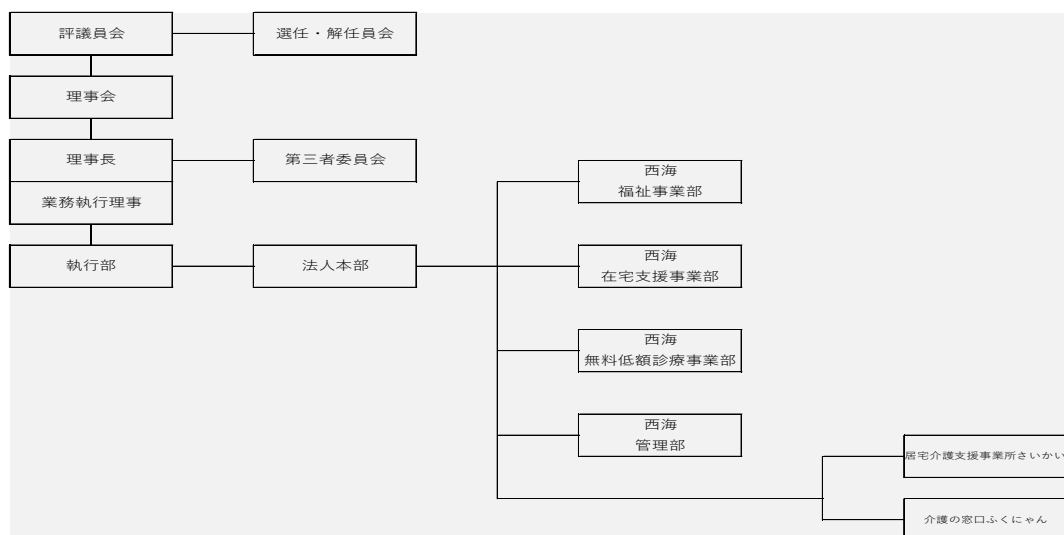 評議員会
選任・解任員会
理事会
理事長
第三者委員会
業務執行理事
執行部
法人本部
西海
福祉事業部
西海
在宅支援事業部
西海
無料低額診療事業部
西海
管理部
居宅介護支援事業所さいかい
介護の窓口ふくにゃん